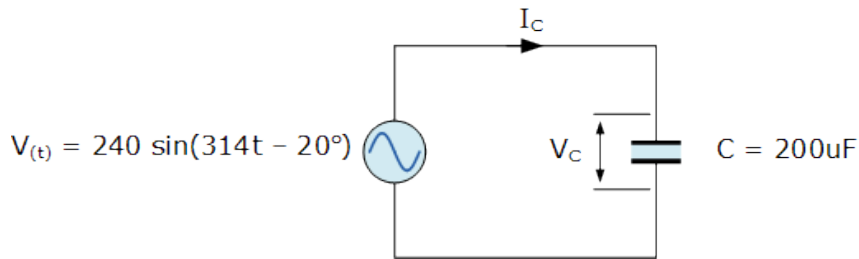 I_C
V_(t) = 240 sin(314t – 20°)
V_C
C = 200uF